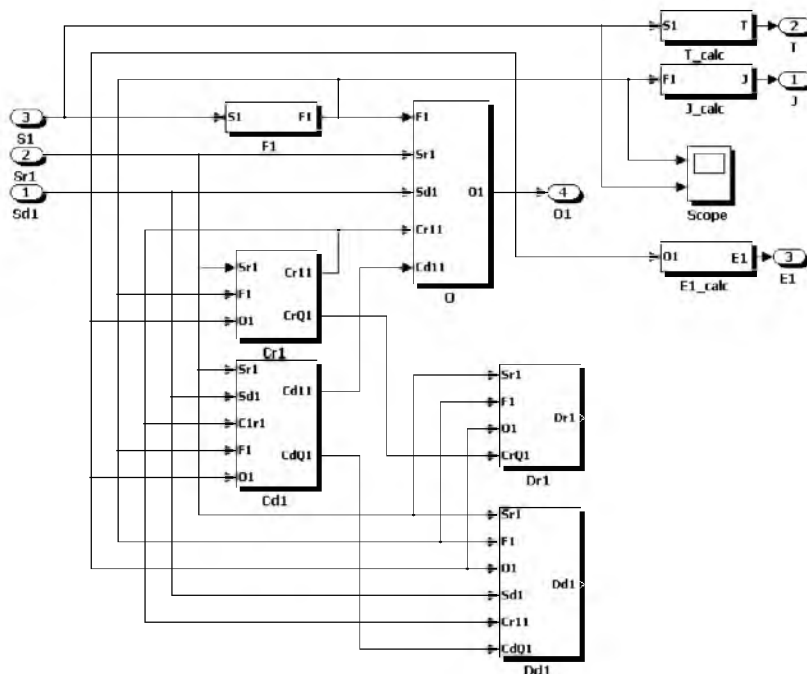 S1 T 2
T_calc T
F1 J 1
J_calc J
3 S1 F1 F1
S1 F1
2 Sr1
Sr1
1 Sd1 O1 4
Sd1 O1
Scope
Cr11
O1 E1 3
E1_calc E1
Sr1 Cr11 Cd11
F1
O
O1 CrQ1
Cr1
Sr1 Cd11
Sd1
C1r1
F1 CdQ1
O1
Cd1
Sr1
F1
O1 Dr1
CrQ1
Dr1
Sr1
F1
O1 Dd1
Sd1
Cr11
CdQ1
Dd1